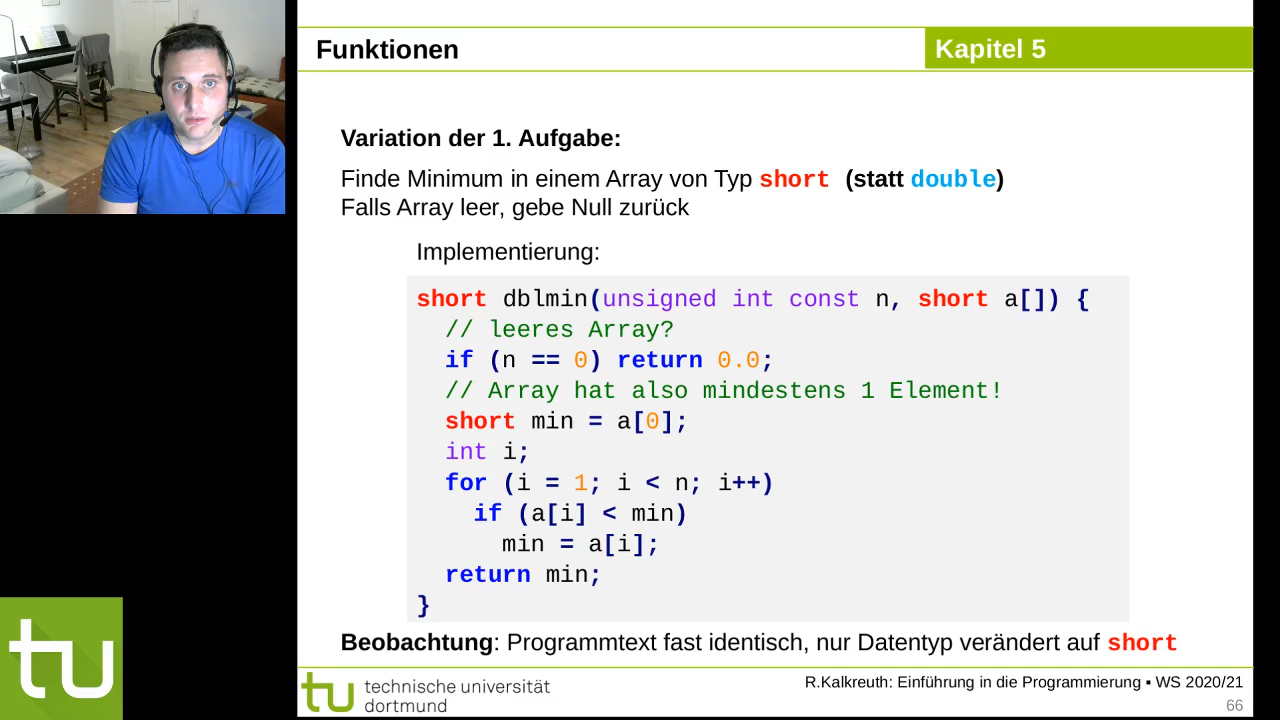 Funktionen
Kapitel 5
Variation der 1. Aufgabe:
Finde Minimum in einem Array von Typ short (statt double)
Falls Array leer, gebe Null zurück
Implementierung:
short dblmin(unsigned int const n, short a[]) {
  // leeres Array?
  if (n == 0) return 0.0;
  // Array hat also mindestens 1 Element!
  short min = a[0];
  int i;
  for (i = 1; i < n; i++)
    if (a[i] < min)
      min = a[i];
  return min;
}
Beobachtung: Programmtext fast identisch, nur Datentyp verändert auf short
tu
tu technische universität
dortmund
R.Kalkreuth: Einführung in die Programmierung ▪ WS 2020/21
66